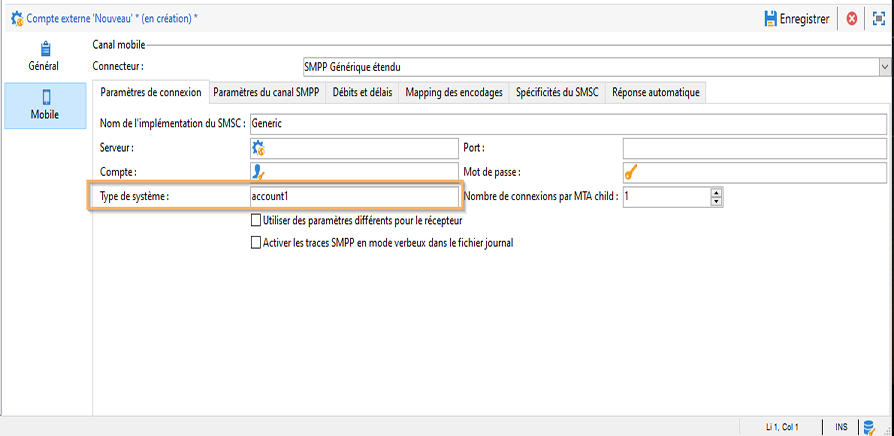 Compte externe 'Nouveau' * (en création) *
Enregistrer
Général
Mobile
Canal mobile
Connecteur :
SMPP Générique étendu
Paramètres de connexion
Paramètres du canal SMPP
Débits et délais
Mapping des encodages
Spécificités du SMSC
Réponse automatique
Nom de l'implémentation du SMSC :
Generic
Serveur :
Port :
Compte :
Mot de passe :
Type de système :
account1
Nombre de connexions par MTA child :
1
Utiliser des paramètres différents pour le récepteur
Activer les traces SMPP en mode verbeux dans le fichier journal
Li 1, Col 1
INS